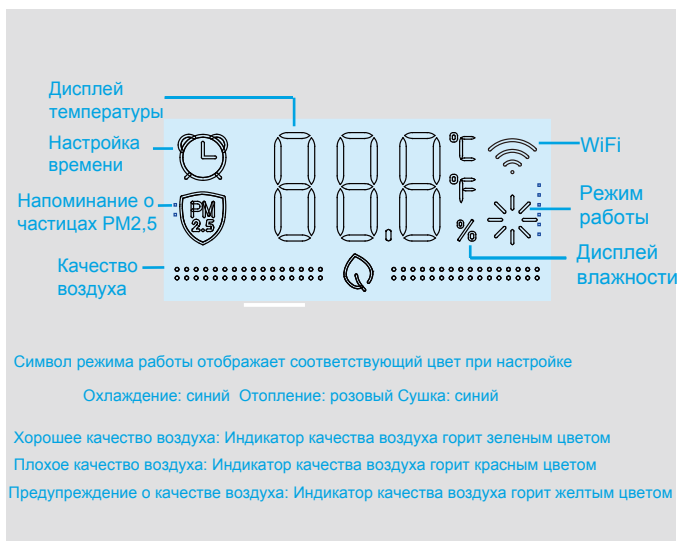 Дисплей
температуры
Настройка
времени
°C
WiFi
Напоминание о
частицах PM2,5
PM
2.5
8 8.8
°F
Режим
работы
%
Дисплей
влажности
Качество
воздуха
Символ режима работы отображает соответствующий цвет при настройке
Охлаждение: синий Отопление: розовый Сушка: синий
Хорошее качество воздуха: Индикатор качества воздуха горит зеленым цветом
Плохое качество воздуха: Индикатор качества воздуха горит красным цветом
Предупреждение о качестве воздуха: Индикатор качества воздуха горит желтым цветом